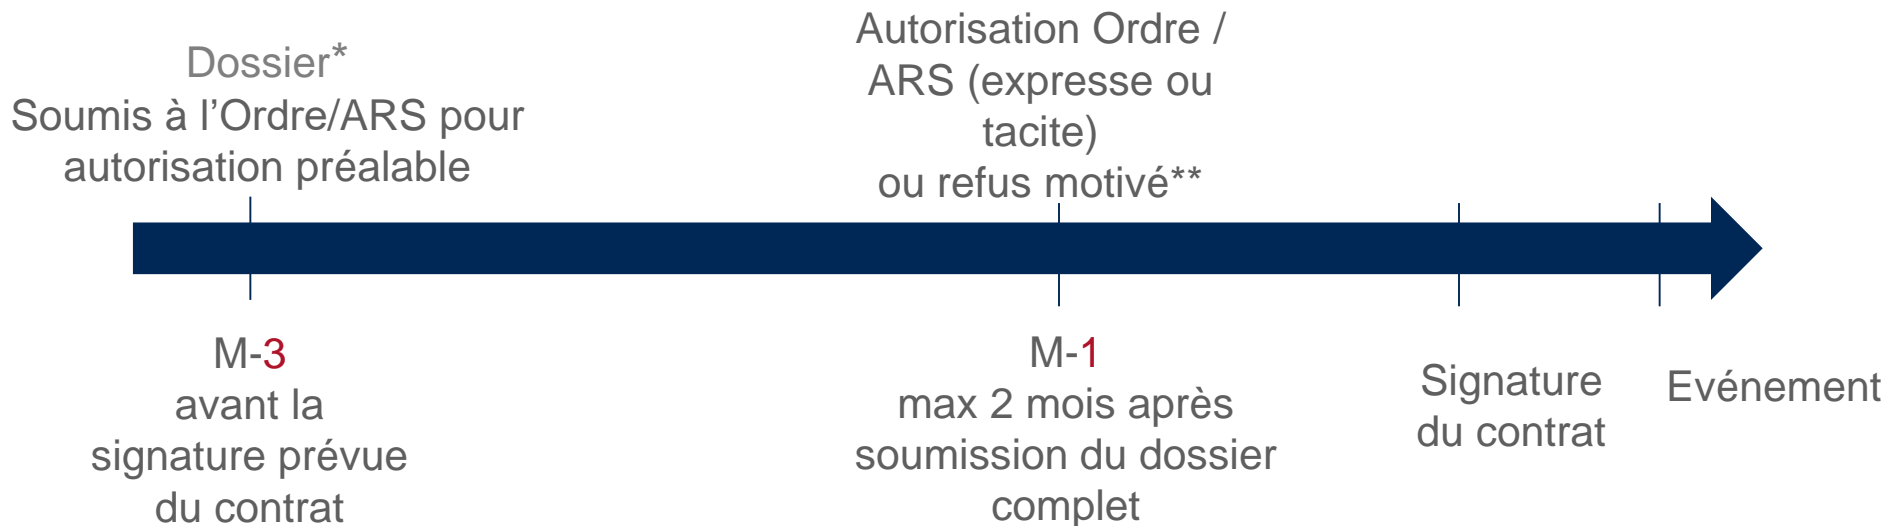 Dossier*
Soumis à l’Ordre/ARS pour
autorisation préalable
Autorisation Ordre /
ARS (expresse ou
tacite)
ou refus motivé**
M-3
avant la
signature prévue
du contrat
M-1
max 2 mois après
soumission du dossier
complet
Signature
du contrat
Evénement